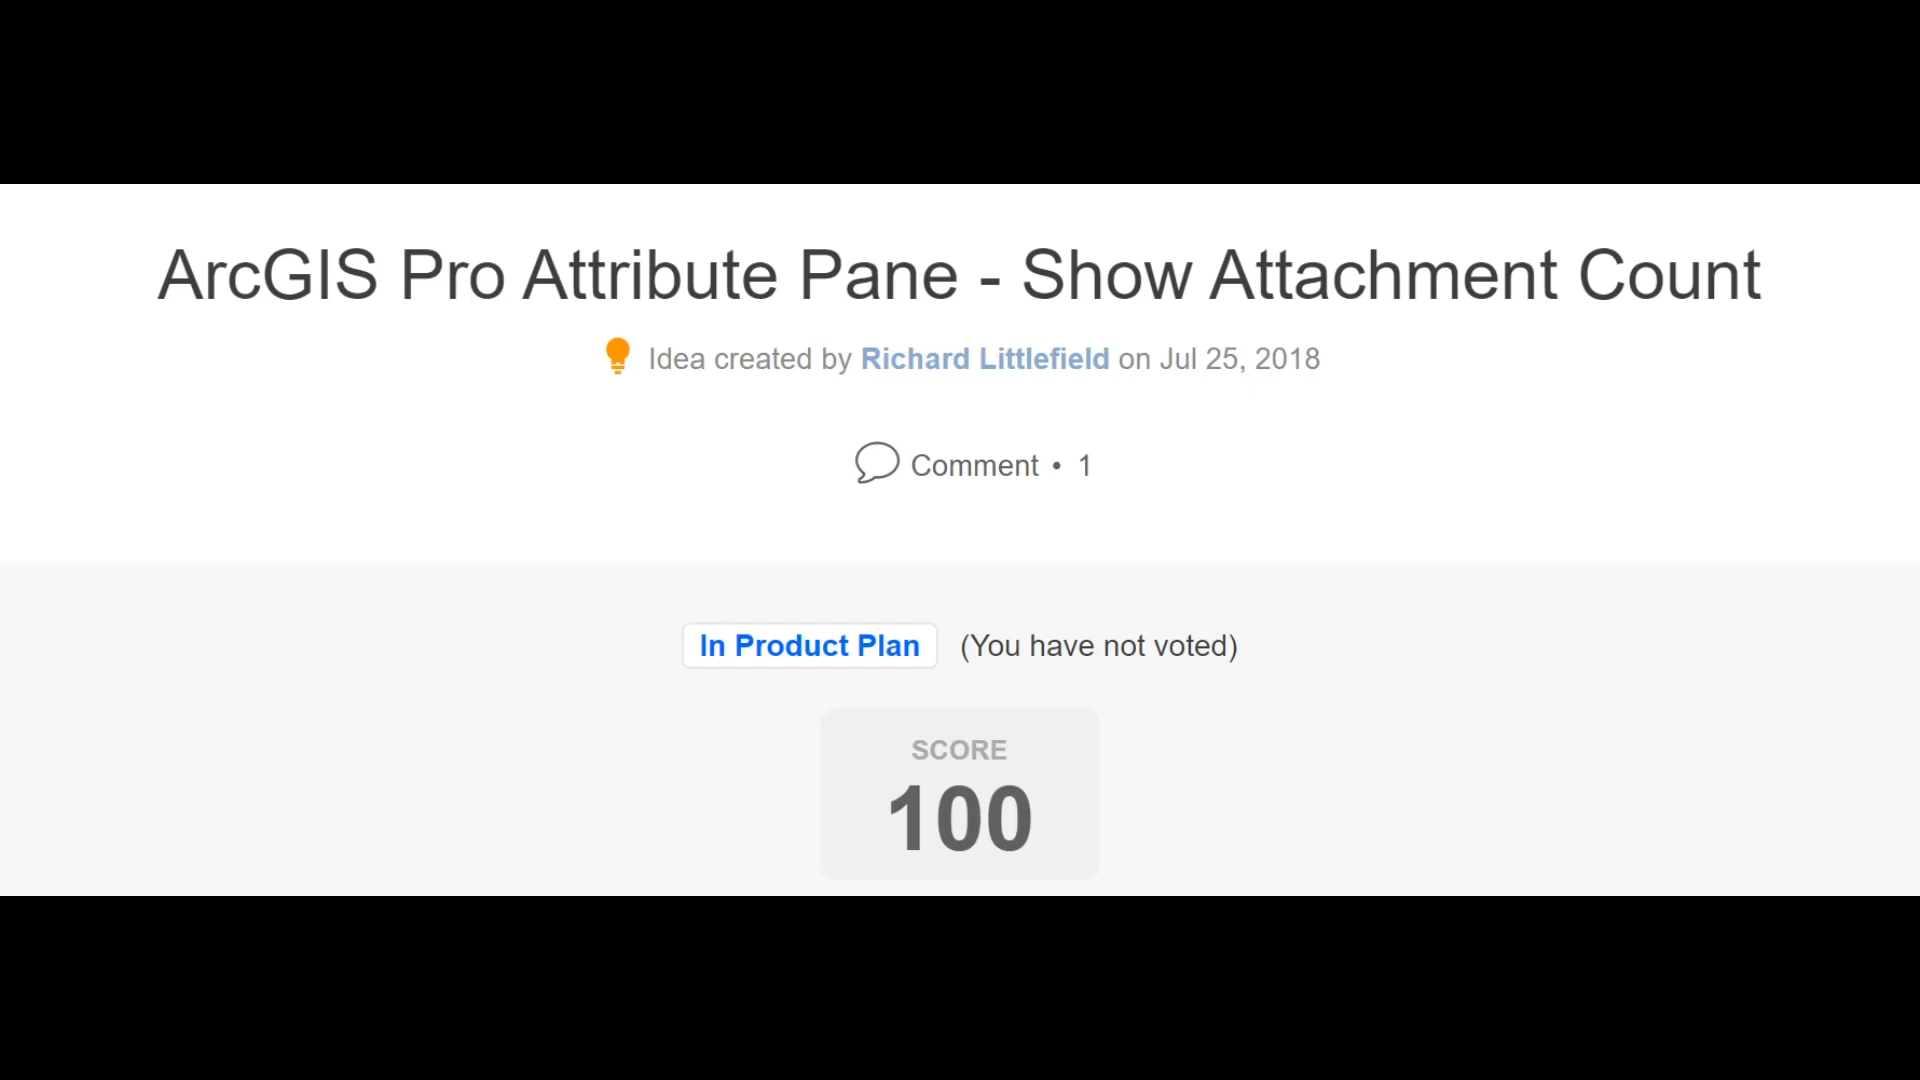 ArcGIS Pro Attribute Pane - Show Attachment Count
Idea created by Richard Littlefield on Jul 25, 2018
Comment • 1
In Product Plan (You have not voted)
SCORE
100